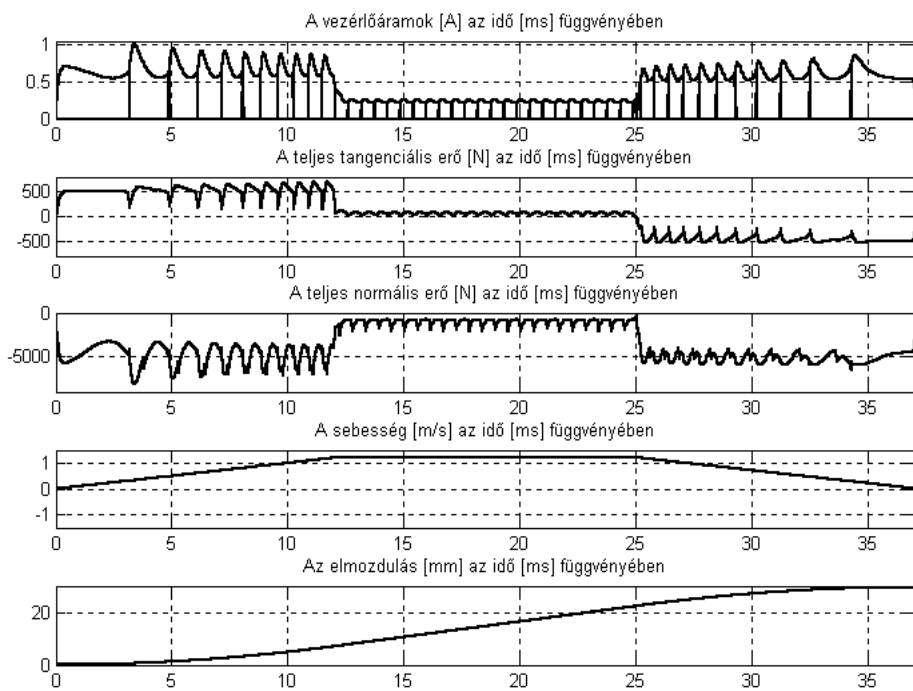 A vezérlőáramok [A] az idő [ms] függvényében
1
0.5
0
0 5 10 15 20 25 30 35
A teljes tangenciális erő [N] az idő [ms] függvényében
500
0
-500
0 5 10 15 20 25 30 35
A teljes normális erő [N] az idő [ms] függvényében
0
-5000
0 5 10 15 20 25 30 35
A sebesség [m/s] az idő [ms] függvényében
1
0
-1
0 5 10 15 20 25 30 35
Az elmozdulás [mm] az idő [ms] függvényében
20
0
0 5 10 15 20 25 30 35